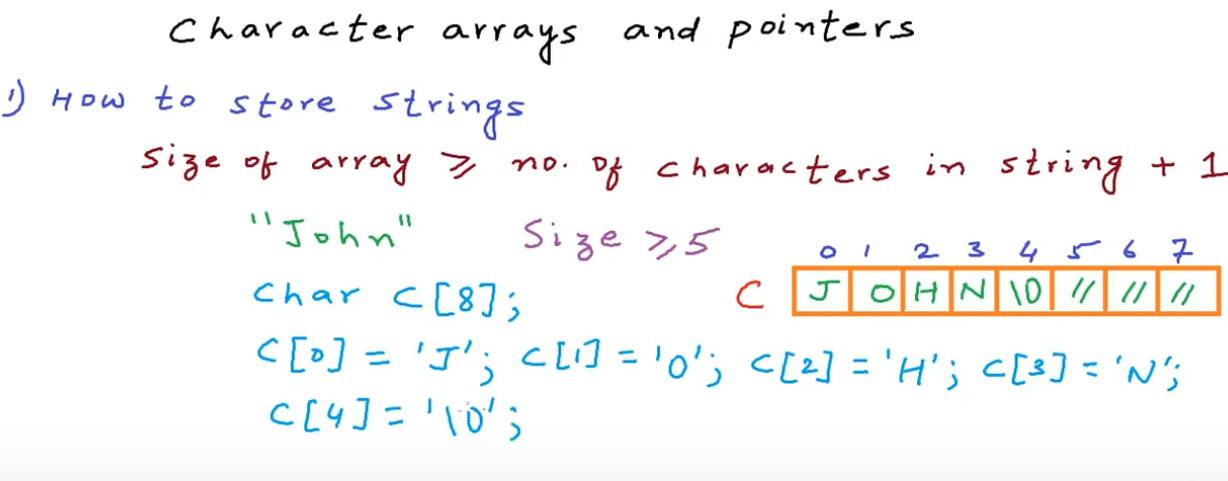 Character arrays and pointers
1) How to store strings
Size of array ≥ no. of characters in string + 1
"John" Size ≥ 5
0 1 2 3 4 5 6 7
char C[8]; C J O H N \0 // // //
C[0] = 'J'; C[1] = 'O'; C[2] = 'H'; C[3] = 'N';
C[4] = '\0';